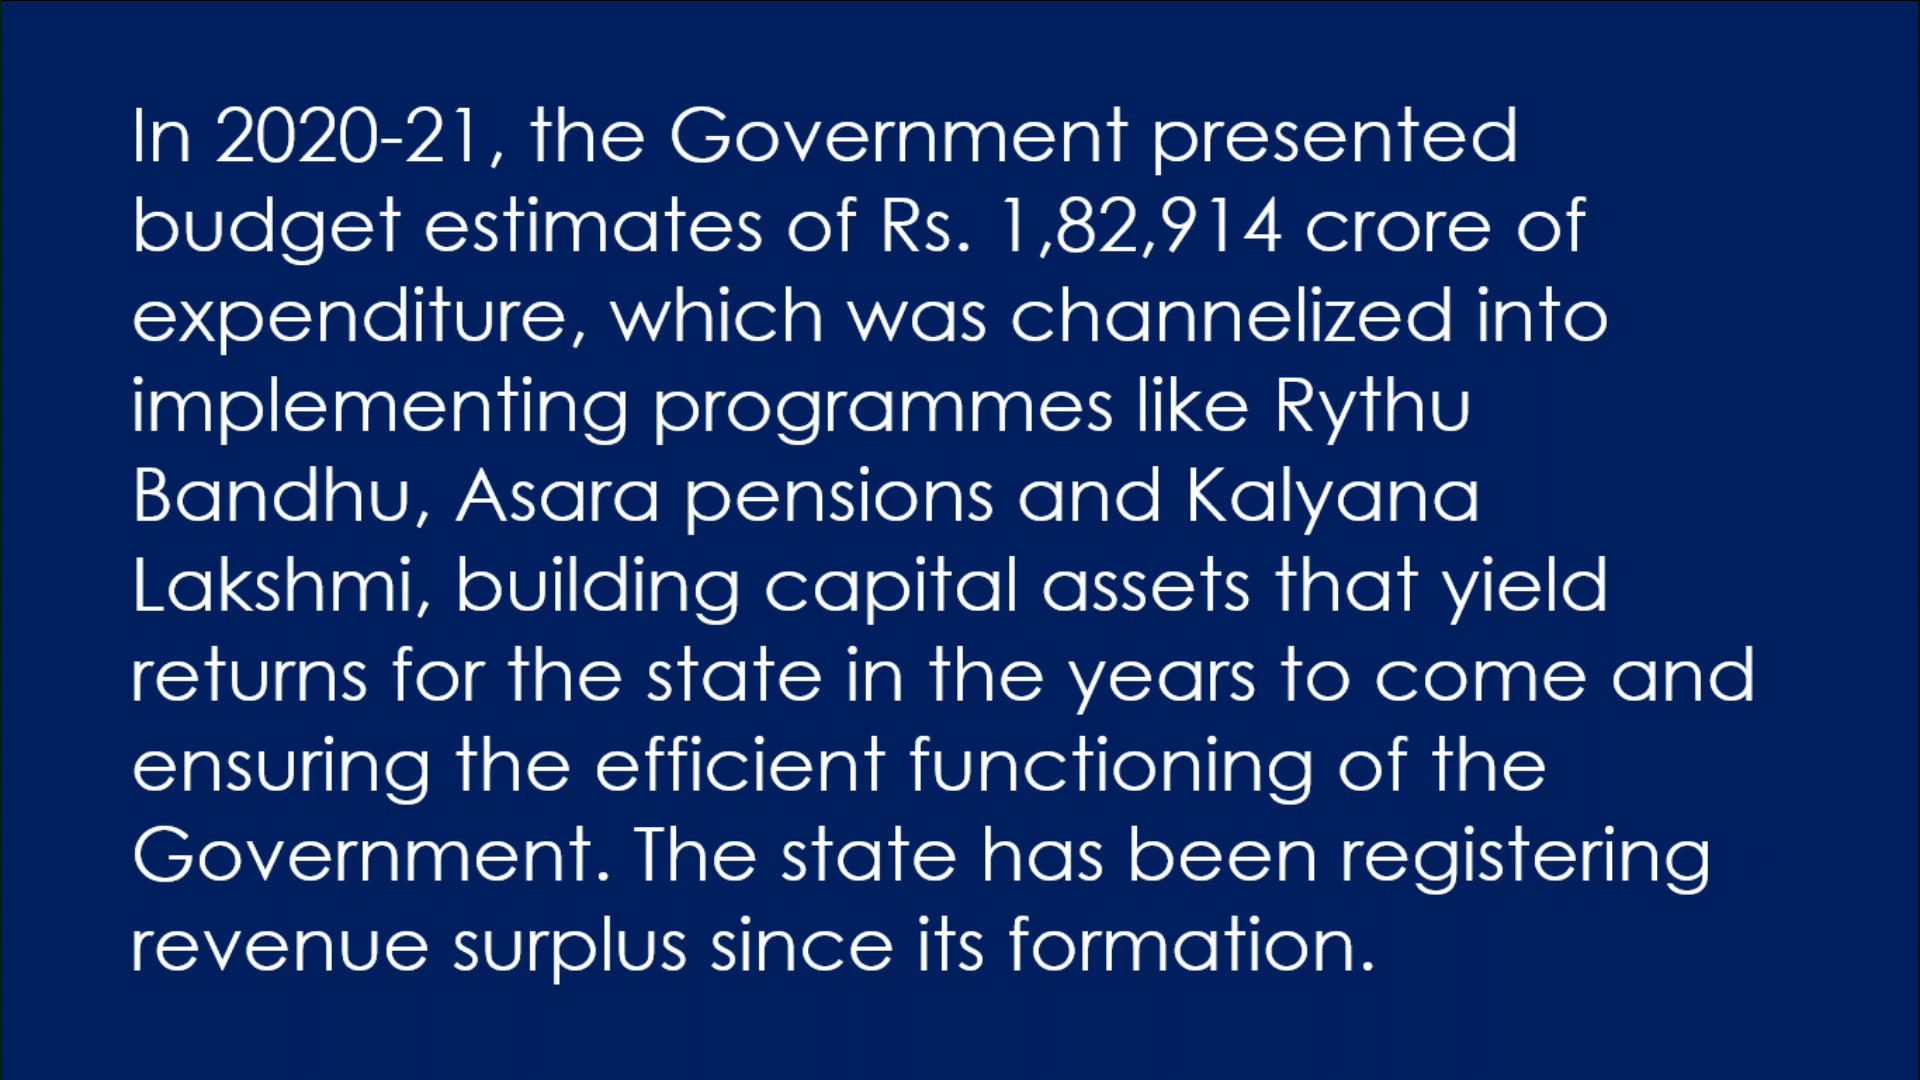 In 2020-21, the Government presented
budget estimates of Rs. 1,82,914 crore of
expenditure, which was channelized into
implementing programmes like Rythu
Bandhu, Asara pensions and Kalyana
Lakshmi, building capital assets that yield
returns for the state in the years to come and
ensuring the efficient functioning of the
Government. The state has been registering
revenue surplus since its formation.